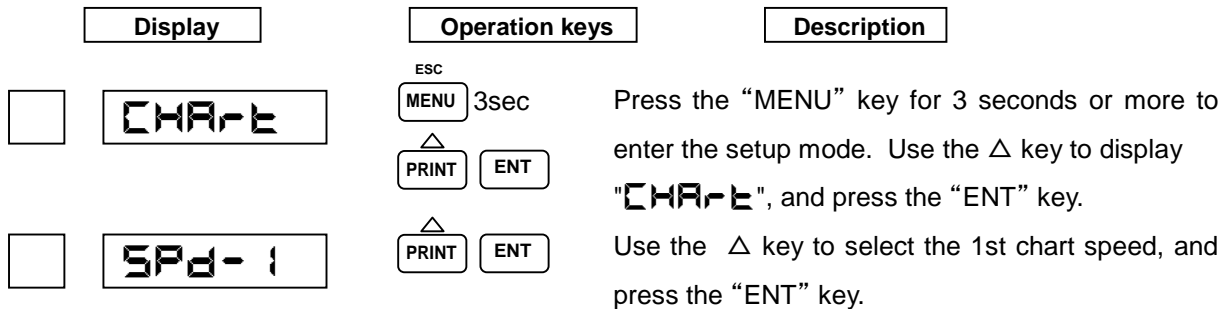 Display Operation keys Description
ESC
CHArt MENU 3sec Press the “MENU” key for 3 seconds or more to
△ enter the setup mode. Use the △ key to display
PRINT ENT "CHArt", and press the “ENT” key.
△
SPd-1 PRINT ENT Use the △ key to select the 1st chart speed, and
press the “ENT” key.